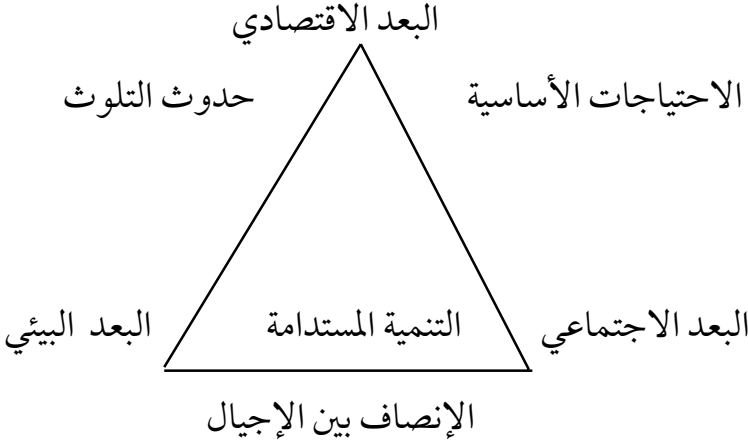 البعد الاقتصادي
الاحتياجات الأساسية
حدوث التلوث
البعد الاجتماعي
التنمية المستدامة
البعد البيئي
الإنصاف بين الإجيال